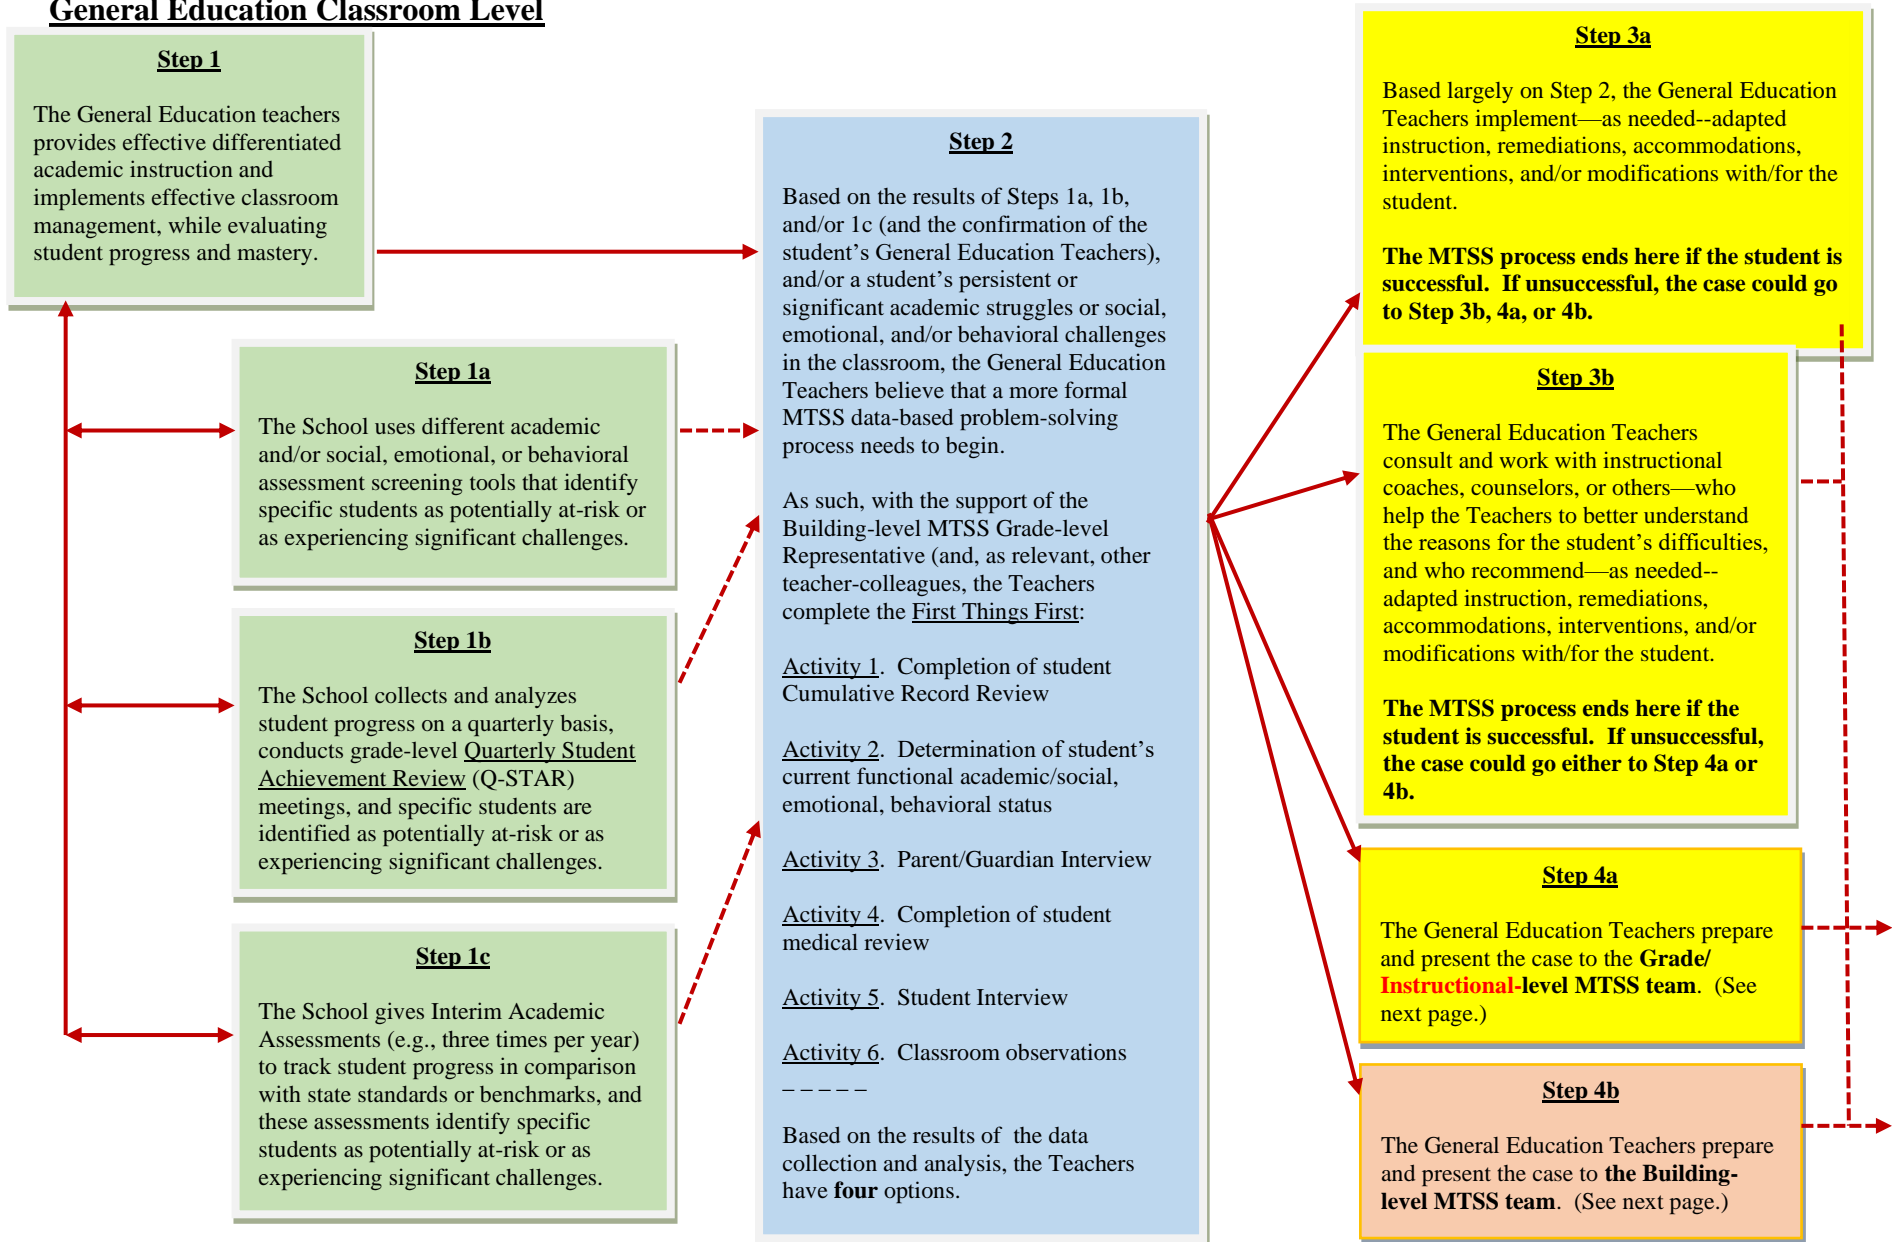 General Education Classroom Level
Step 1
The General Education teachers
provides effective differentiated
academic instruction and
implements effective classroom
management, while evaluating
student progress and mastery.
Step 1a
The School uses different academic
and/or social, emotional, or behavioral
assessment screening tools that identify
specific students as potentially at-risk or
as experiencing significant challenges.
Step 1b
The School collects and analyzes
student progress on a quarterly basis,
conducts grade-level Quarterly Student
Achievement Review (Q-STAR)
meetings, and specific students are
identified as potentially at-risk or as
experiencing significant challenges.
Step 1c
The School gives Interim Academic
Assessments (e.g., three times per year)
to track student progress in comparison
with state standards or benchmarks, and
these assessments identify specific
students as potentially at-risk or as
experiencing significant challenges.
Step 2
Based on the results of Steps 1a, 1b,
and/or 1c (and the confirmation of the
student’s General Education Teachers),
and/or a student’s persistent or
significant academic struggles or social,
emotional, and/or behavioral challenges
in the classroom, the General Education
Teachers believe that a more formal
MTSS data-based problem-solving
process needs to begin.
As such, with the support of the
Building-level MTSS Grade-level
Representative (and, as relevant, other
teacher-colleagues, the Teachers
complete the First Things First:
Activity 1.  Completion of student
Cumulative Record Review
Activity 2.  Determination of student’s
current functional academic/social,
emotional, behavioral status
Activity 3.  Parent/Guardian Interview
Activity 4.  Completion of student
medical review
Activity 5.  Student Interview
Activity 6.  Classroom observations
_ _ _ _ _
Based on the results of  the data
collection and analysis, the Teachers
have four options.
Step 3a
Based largely on Step 2, the General Education
Teachers implement—as needed--adapted
instruction, remediations, accommodations,
interventions, and/or modifications with/for the
student.
The MTSS process ends here if the student is
successful.  If unsuccessful, the case could go
to Step 3b, 4a, or 4b.
Step 3b
The General Education Teachers
consult and work with instructional
coaches, counselors, or others—who
help the Teachers to better understand
the reasons for the student’s difficulties,
and who recommend—as needed--
adapted instruction, remediations,
accommodations, interventions, and/or
modifications with/for the student.
The MTSS process ends here if the
student is successful.  If unsuccessful,
the case could go either to Step 4a or
4b.
Step 4a
The General Education Teachers prepare
and present the case to the Grade/
Instructional-level MTSS team.  (See
next page.)
Step 4b
The General Education Teachers prepare
and present the case to the Building-
level MTSS team.  (See next page.)